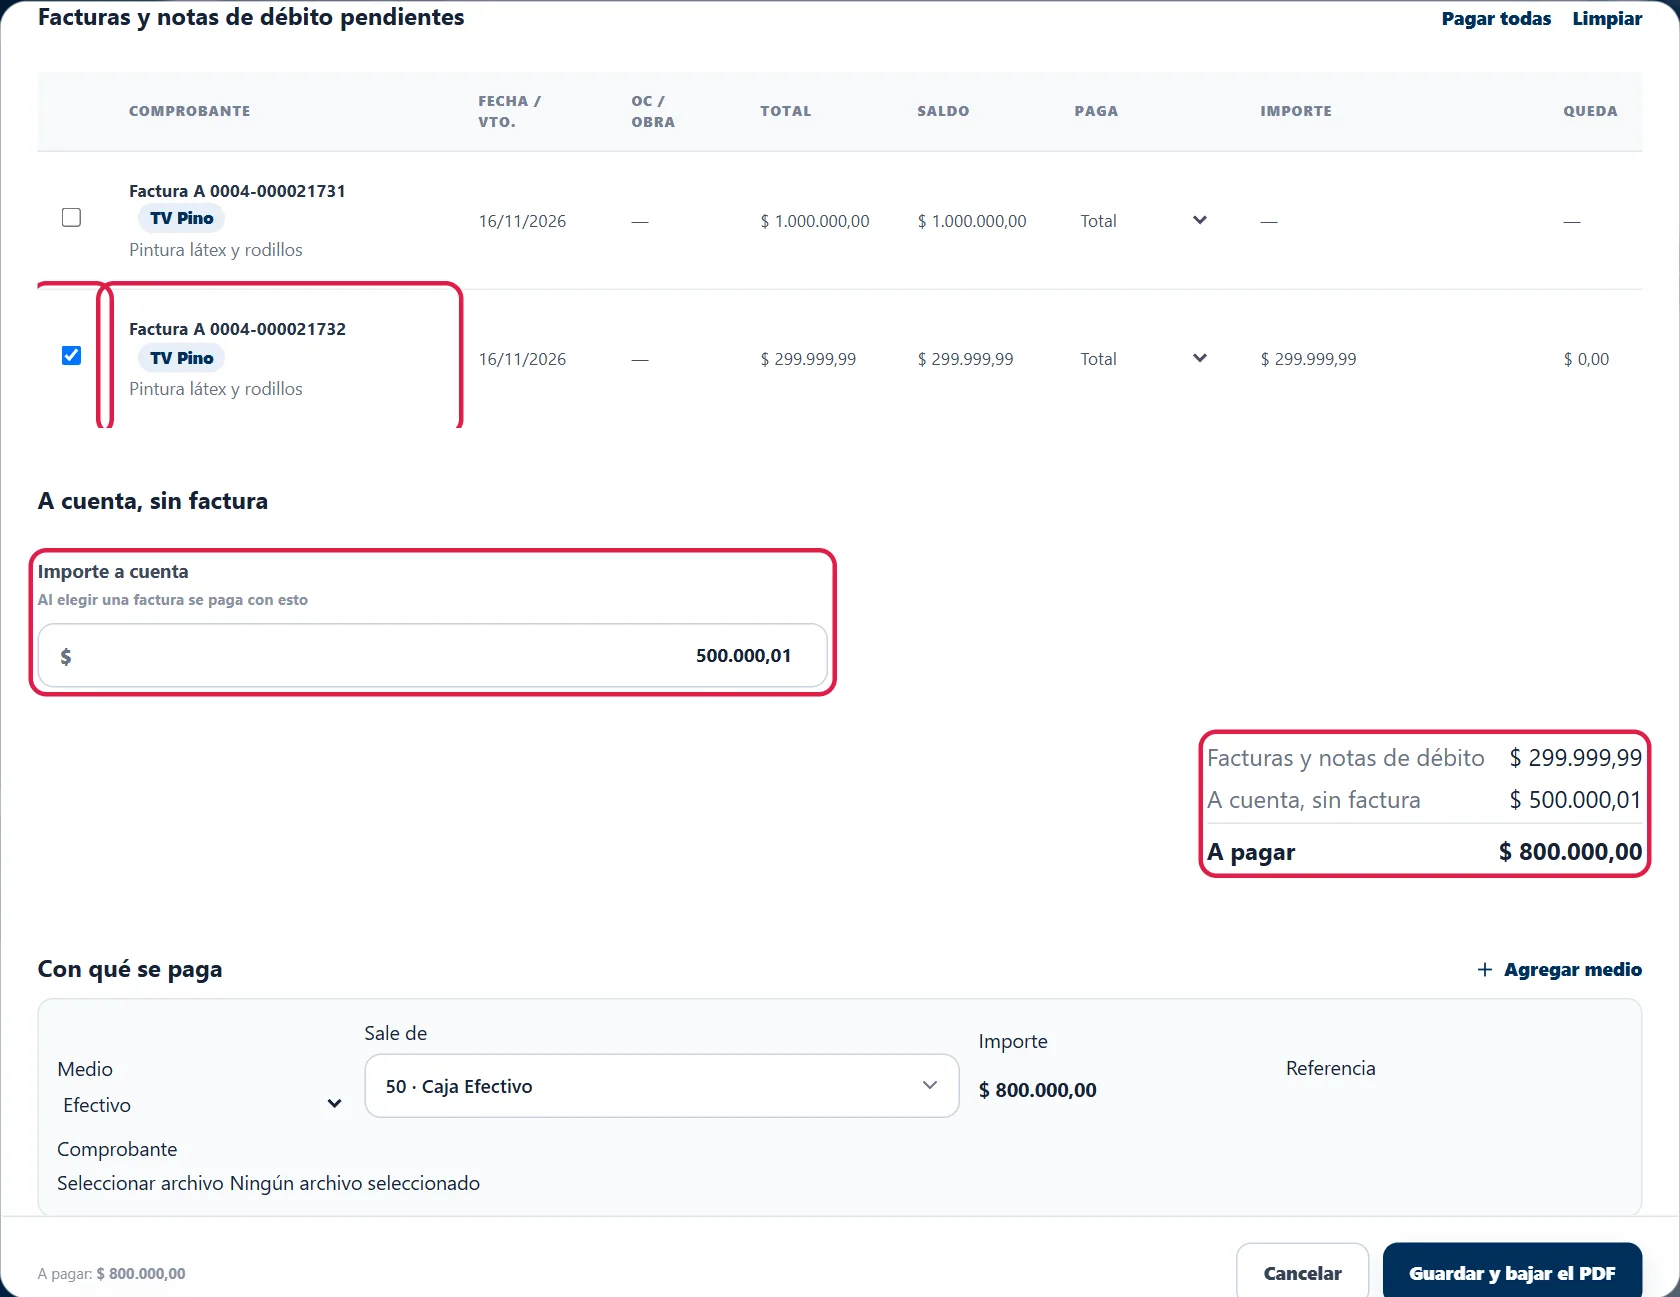 Facturas y notas de débito pendientes
Pagar todas Limpiar
COMPROBANTE FECHA / VTO. OC / OBRA TOTAL SALDO PAGA IMPORTE QUEDA
Factura A 0004-000021731
TV Pino
Pintura látex y rodillos
16/11/2026 — $ 1.000.000,00 $ 1.000.000,00 Total — —
Factura A 0004-000021732
TV Pino
Pintura látex y rodillos
16/11/2026 — $ 299.999,99 $ 299.999,99 Total $ 299.999,99 $ 0,00
A cuenta, sin factura
Importe a cuenta
Al elegir una factura se paga con esto
$ 500.000,01
Facturas y notas de débito $ 299.999,99
A cuenta, sin factura $ 500.000,01
A pagar $ 800.000,00
Con qué se paga
+ Agregar medio
Medio
Efectivo
Sale de
50 · Caja Efectivo
Importe
$ 800.000,00
Referencia
Comprobante
Seleccionar archivo Ningún archivo seleccionado
A pagar: $ 800.000,00
Cancelar
Guardar y bajar el PDF